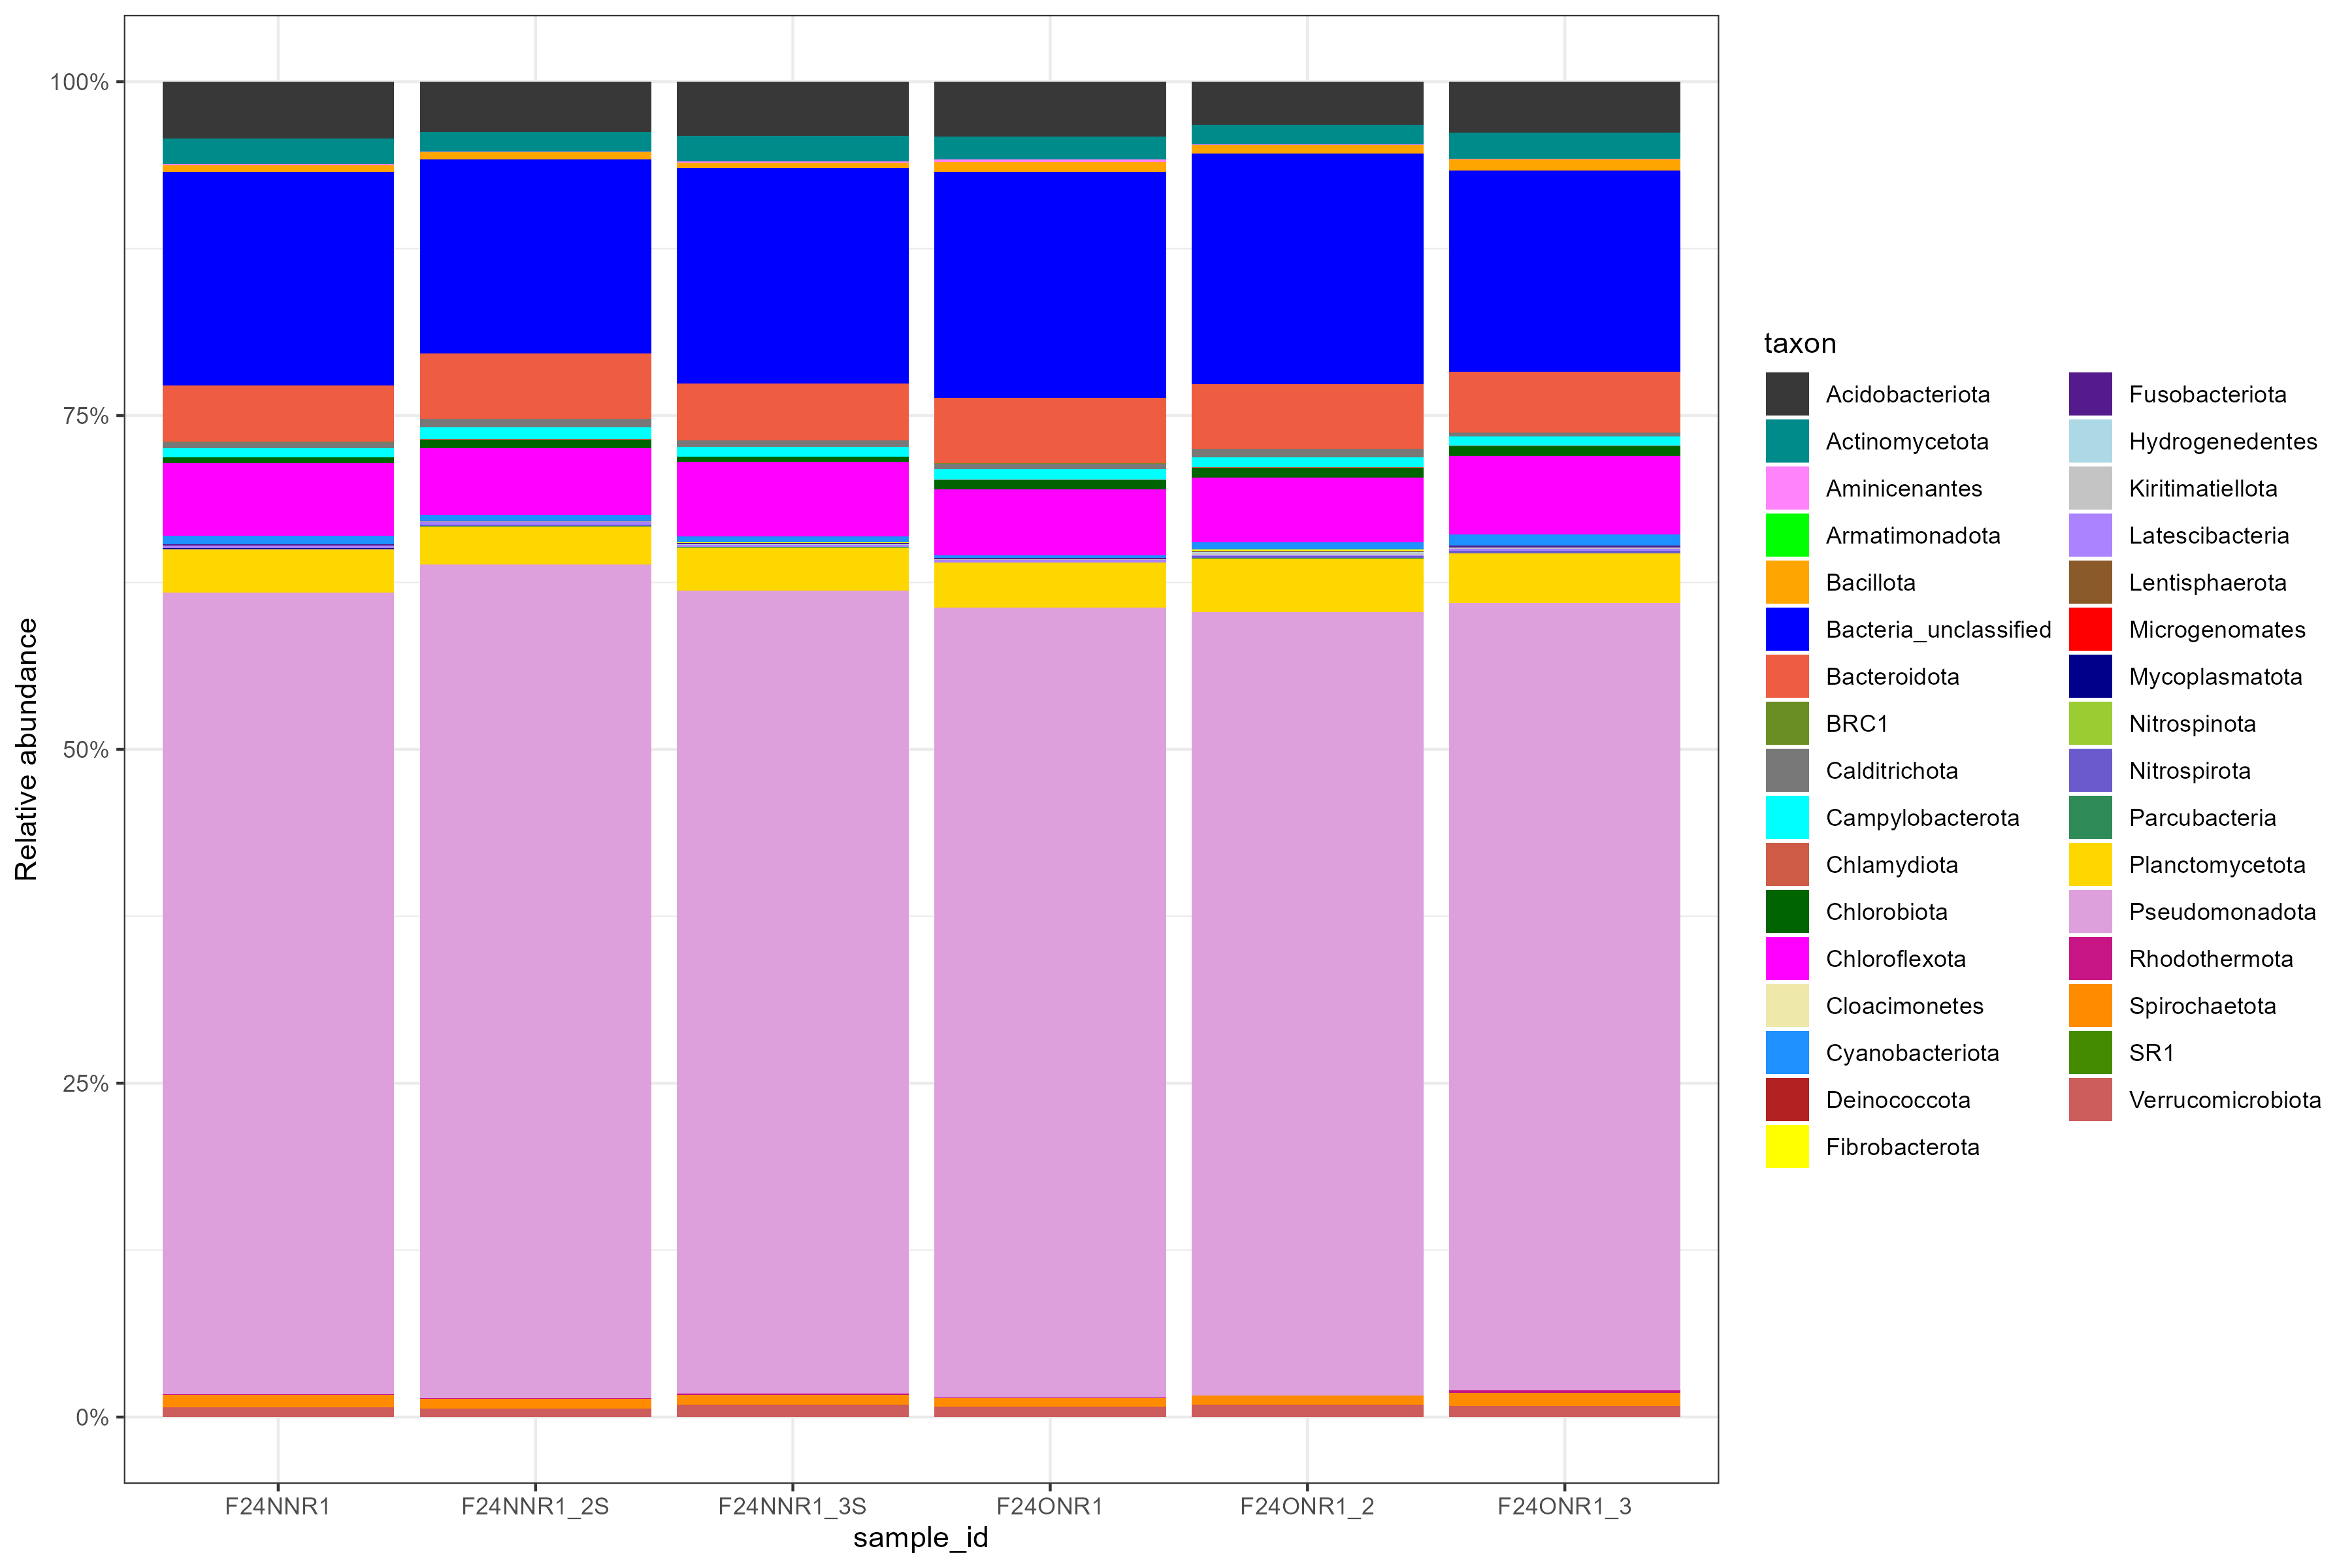 100%
75%
50%
25%
0%
Relative abundance
F24NNR1
F24NNR1_2S
F24NNR1_3S
F24ONR1
F24ONR1_2
F24ONR1_3
sample_id
taxon
Acidobacteriota
Actinomycetota
Aminicenantes
Armatimonadota
Bacillota
Bacteria_unclassified
Bacteroidota
BRC1
Calditrichota
Campylobacterota
Chlamydiota
Chlorobiota
Chloroflexota
Cloacimonetes
Cyanobacteriota
Deinococcota
Fibrobacterota
Fusobacteriota
Hydrogenedentes
Kiritimatiellota
Latescibacteria
Lentisphaerota
Microgenomates
Mycoplasmatota
Nitrospinota
Nitrospirota
Parcubacteria
Planctomycetota
Pseudomonadota
Rhodothermota
Spirochaetota
SR1
Verrucomicrobiota